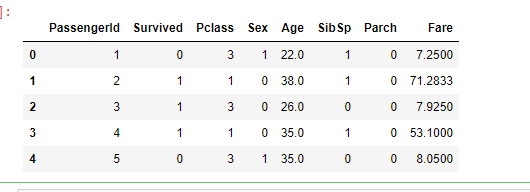 ]:
PassengerId Survived Pclass Sex Age SibSp Parch Fare
0 1 0 3 1 22.0 1 0 7.2500
1 2 1 1 0 38.0 1 0 71.2833
2 3 1 3 0 26.0 0 0 7.9250
3 4 1 1 0 35.0 1 0 53.1000
4 5 0 3 1 35.0 0 0 8.0500